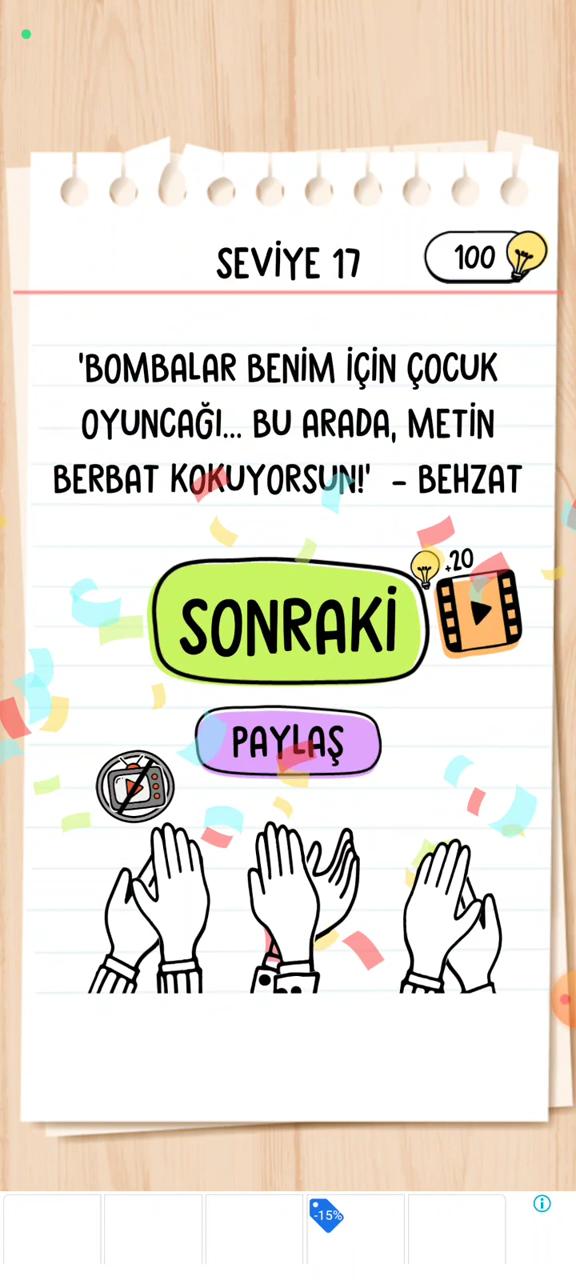 SEVİYE 17
100
'BOMBALAR BENİM İÇİN ÇOCUK
OYUNCAĞI... BU ARADA, METİN
BERBAT KOKUYORSUN!' - BEHZAT
+20
SONRAKİ
PAYLAŞ
-15%